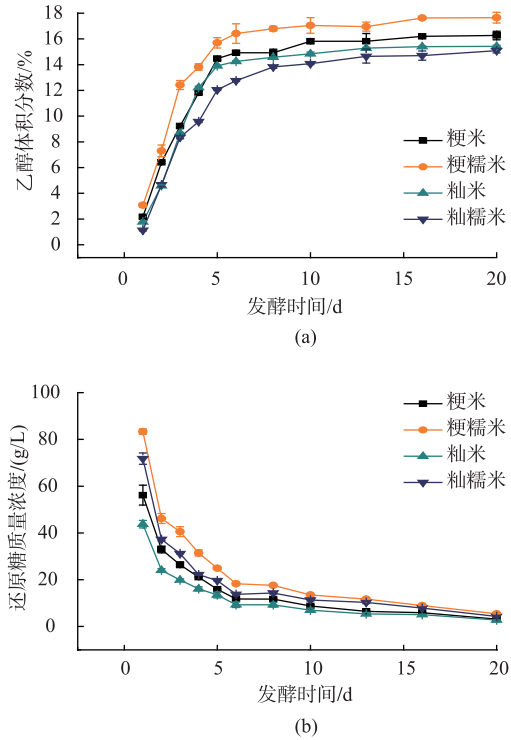 18
16
14
12
10
8
6
4
2
0
乙醇体积分数/%
粳米
粳糯米
籼米
籼糯米
0 5 10 15 20
发酵时间/d
(a)
100
80
60
40
20
0
还原糖质量浓度/(g/L)
粳米
粳糯米
籼米
籼糯米
0 5 10 15 20
发酵时间/d
(b)